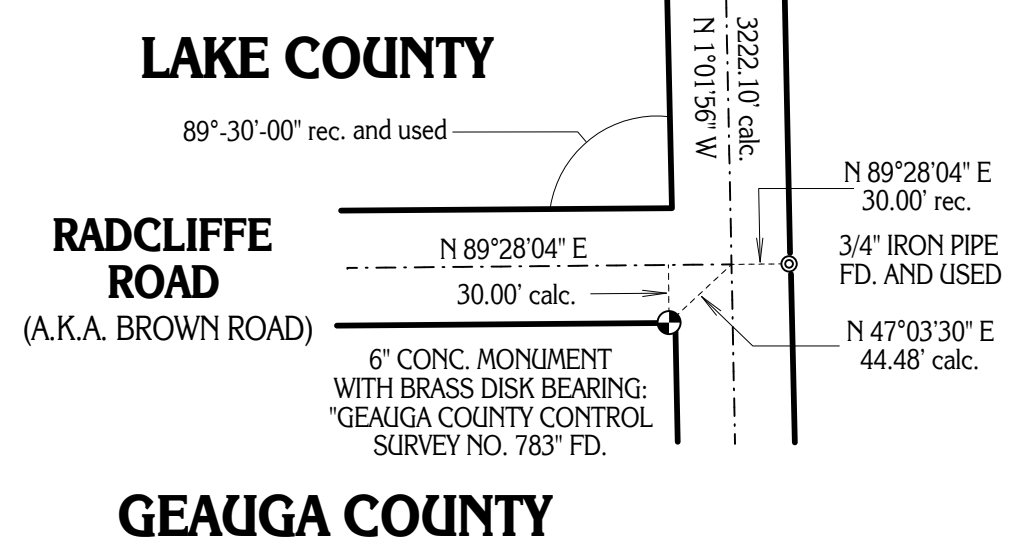 LAKE COUNTY
89°-30'-00" rec. and used
N 1°01'56" W
3222.10' calc.
RADCLIFFE
ROAD
(A.K.A. BROWN ROAD)
N 89°28'04" E
30.00' calc.
N 89°28'04" E
30.00' rec.
3/4" IRON PIPE
FD. AND USED
N 47°03'30" E
44.48' calc.
6" CONC. MONUMENT
WITH BRASS DISK BEARING:
"GEAUGA COUNTY CONTROL
SURVEY NO. 783" FD.
GEAUGA COUNTY